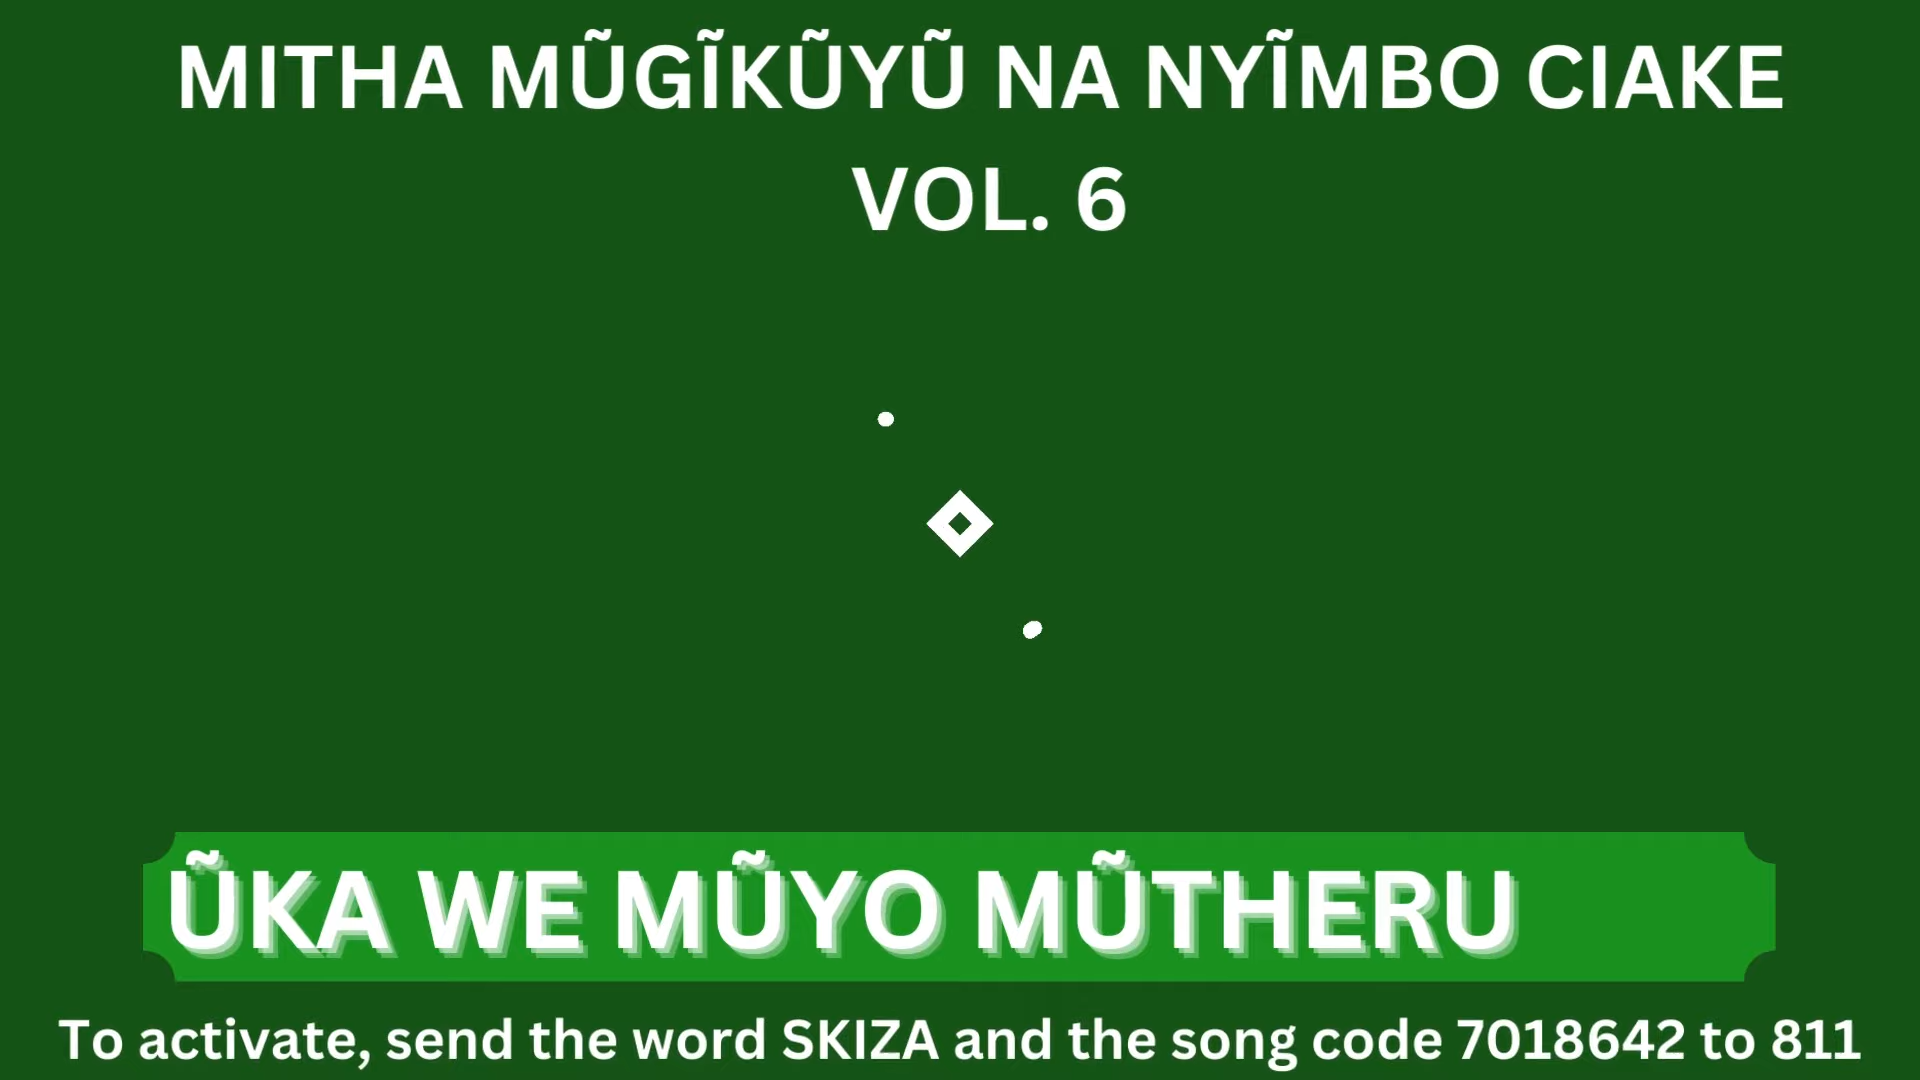 MITHA MŨGĨKŨYŨ NA NYĨMBO CIAKE
VOL. 6
ŨKA WE MŨYO MŨTHERU
To activate, send the word SKIZA and the song code 7018642 to 811